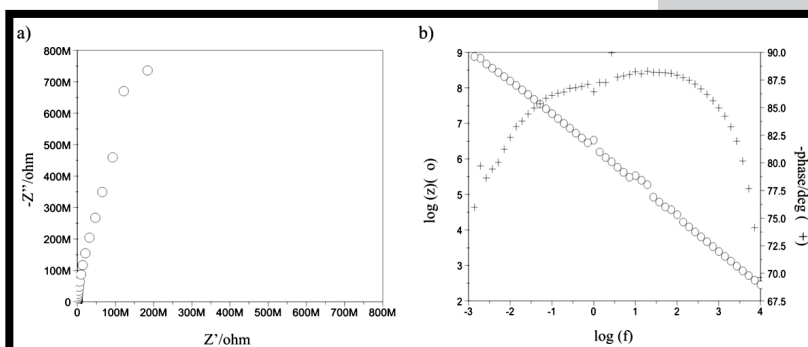 a)
800M
700M
600M
500M
400M
300M
200M
100M
0
0 100M 200M 300M 400M 500M 600M 700M 800M
-Z''/ohm
Z'/ohm
b)
9
8
7
6
5
4
3
2
-3 -2 -1 0 1 2 3 4
log (z)( o)
log (f)
90.0
87.5
85.0
82.5
80.0
77.5
75.0
72.5
70.0
67.5
-phase/deg ( +)